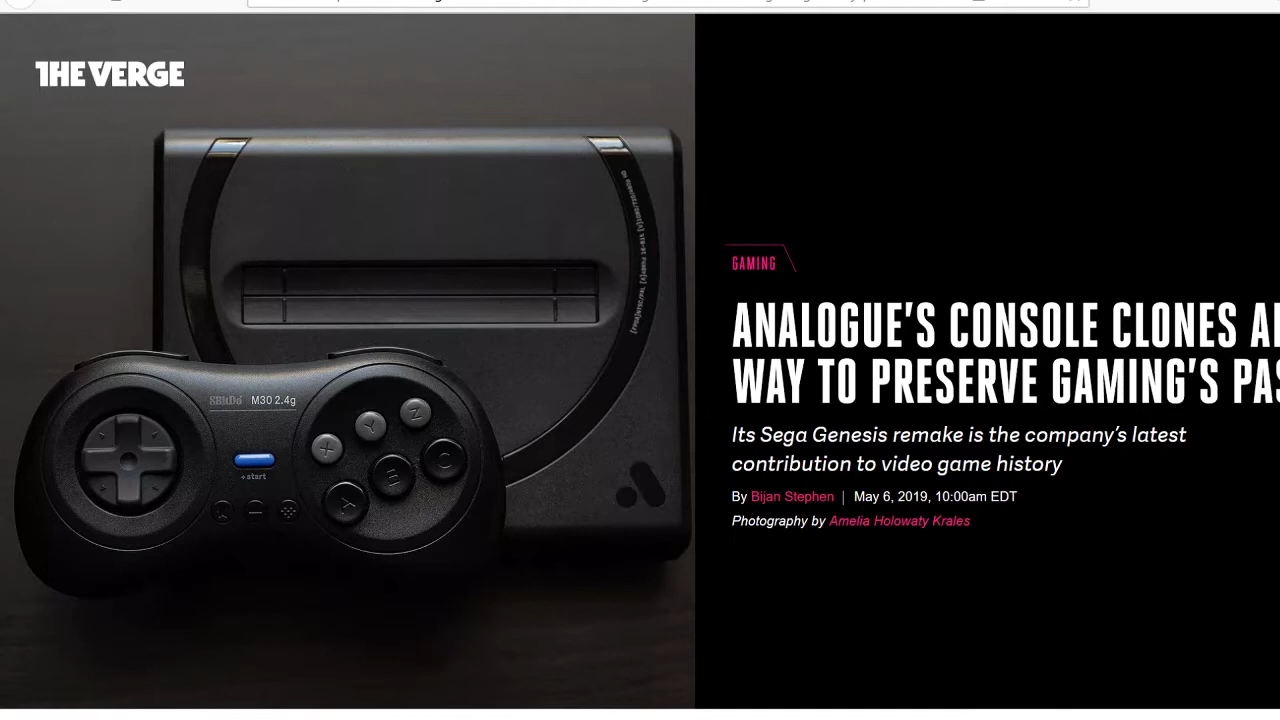 THE VERGE
8BitDo M30 2.4g
+start
X
Y
Z
A
B
C
GAMING
ANALOGUE'S CONSOLE CLONES
WAY TO PRESERVE GAMING'S
Its Sega Genesis remake is the company's latest
contribution to video game history
By Bijan Stephen | May 6, 2019, 10:00am EDT
Photography by Amelia Holowaty Krales